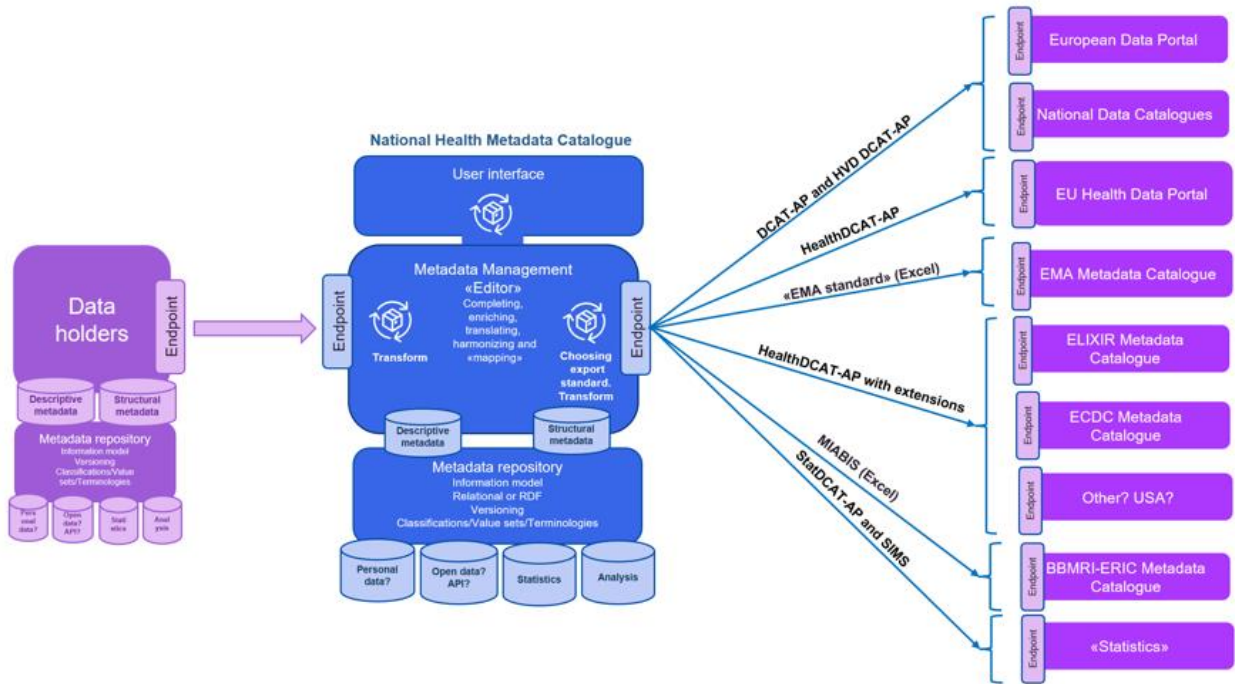 Data
holders
Endpoint
Descriptive
metadata
Structural
metadata
Metadata repository
Information model
Versioning
Classifications/Value
sets/Terminologies
Pers
onal
data?
Open
data?
API?
Stati
stics
Anal
ysis
National Health Metadata Catalogue
User interface
Endpoint
Transform
Metadata Management
«Editor»
Completing,
enriching,
translating,
harmonizing and
«mapping»
Choosing
export
standard.
Transform
Endpoint
Descriptive
metadata
Structural
metadata
Metadata repository
Information model
Relational or RDF
Versioning
Classifications/Value sets/Terminologies
Personal
data?
Open data?
API?
Statistics
Analysis
DCAT-AP and HVD DCAT-AP
HealthDCAT-AP
«EMA standard» (Excel)
HealthDCAT-AP with extensions
MIABIS (Excel)
StatDCAT-AP and SIMS
Endpoint
European Data Portal
Endpoint
National Data Catalogues
Endpoint
EU Health Data Portal
Endpoint
EMA Metadata Catalogue
Endpoint
ELIXIR Metadata
Catalogue
Endpoint
ECDC Metadata
Catalogue
Endpoint
Other? USA?
Endpoint
BBMRI-ERIC Metadata
Catalogue
Endpoint
«Statistics»